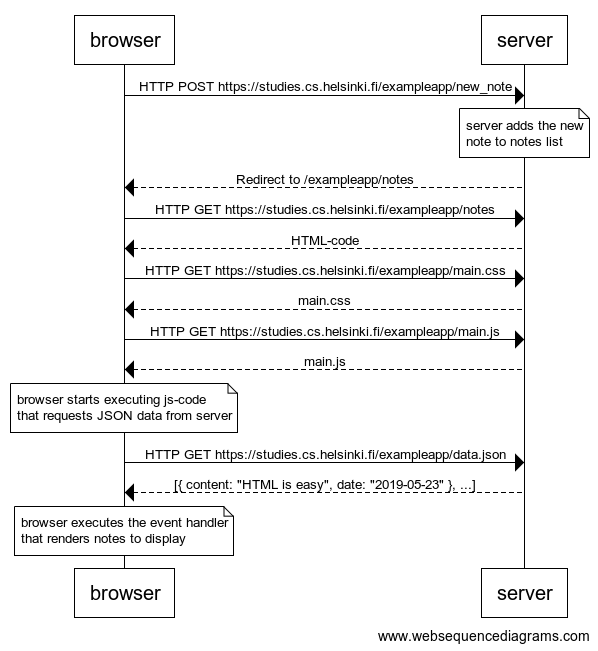 browser
server
HTTP POST https://studies.cs.helsinki.fi/exampleapp/new_note
server adds the new
note to notes list
Redirect to /exampleapp/notes
HTTP GET https://studies.cs.helsinki.fi/exampleapp/notes
HTML-code
HTTP GET https://studies.cs.helsinki.fi/exampleapp/main.css
main.css
HTTP GET https://studies.cs.helsinki.fi/exampleapp/main.js
main.js
browser starts executing js-code
that requests JSON data from server
HTTP GET https://studies.cs.helsinki.fi/exampleapp/data.json
[{ content: "HTML is easy", date: "2019-05-23" }, ...]
browser executes the event handler
that renders notes to display
browser
server
www.websequencediagrams.com